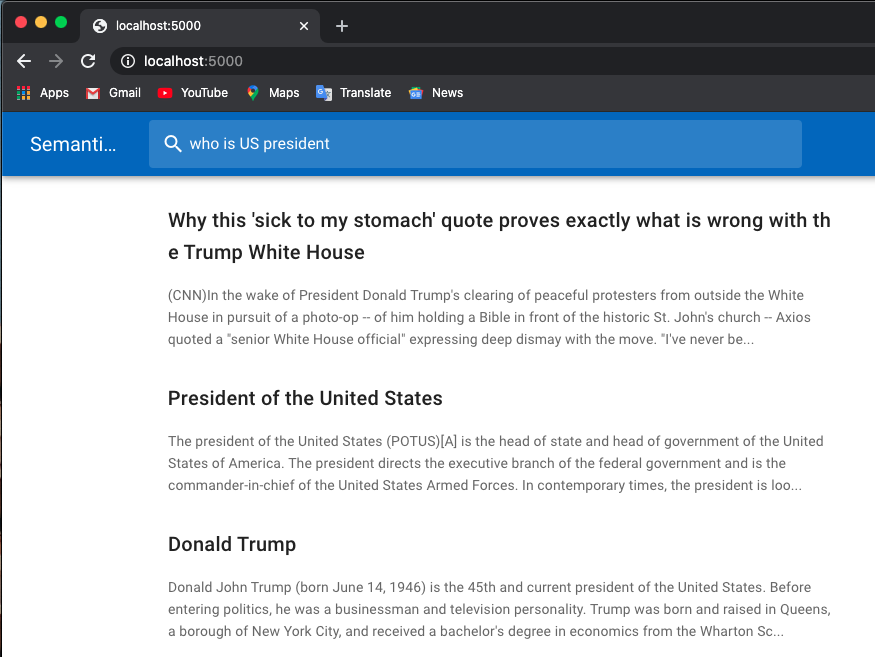 localhost:5000
localhost:5000
Apps Gmail YouTube Maps Translate News
Semanti... who is US president
Why this 'sick to my stomach' quote proves exactly what is wrong with th
e Trump White House
(CNN)In the wake of President Donald Trump's clearing of peaceful protesters from outside the White
House in pursuit of a photo-op -- of him holding a Bible in front of the historic St. John's church -- Axios
quoted a "senior White House official" expressing deep dismay with the move. "I've never be...
President of the United States
The president of the United States (POTUS)[A] is the head of state and head of government of the United
States of America. The president directs the executive branch of the federal government and is the
commander-in-chief of the United States Armed Forces. In contemporary times, the president is loo...
Donald Trump
Donald John Trump (born June 14, 1946) is the 45th and current president of the United States. Before
entering politics, he was a businessman and television personality. Trump was born and raised in Queens,
a borough of New York City, and received a bachelor's degree in economics from the Wharton Sc...